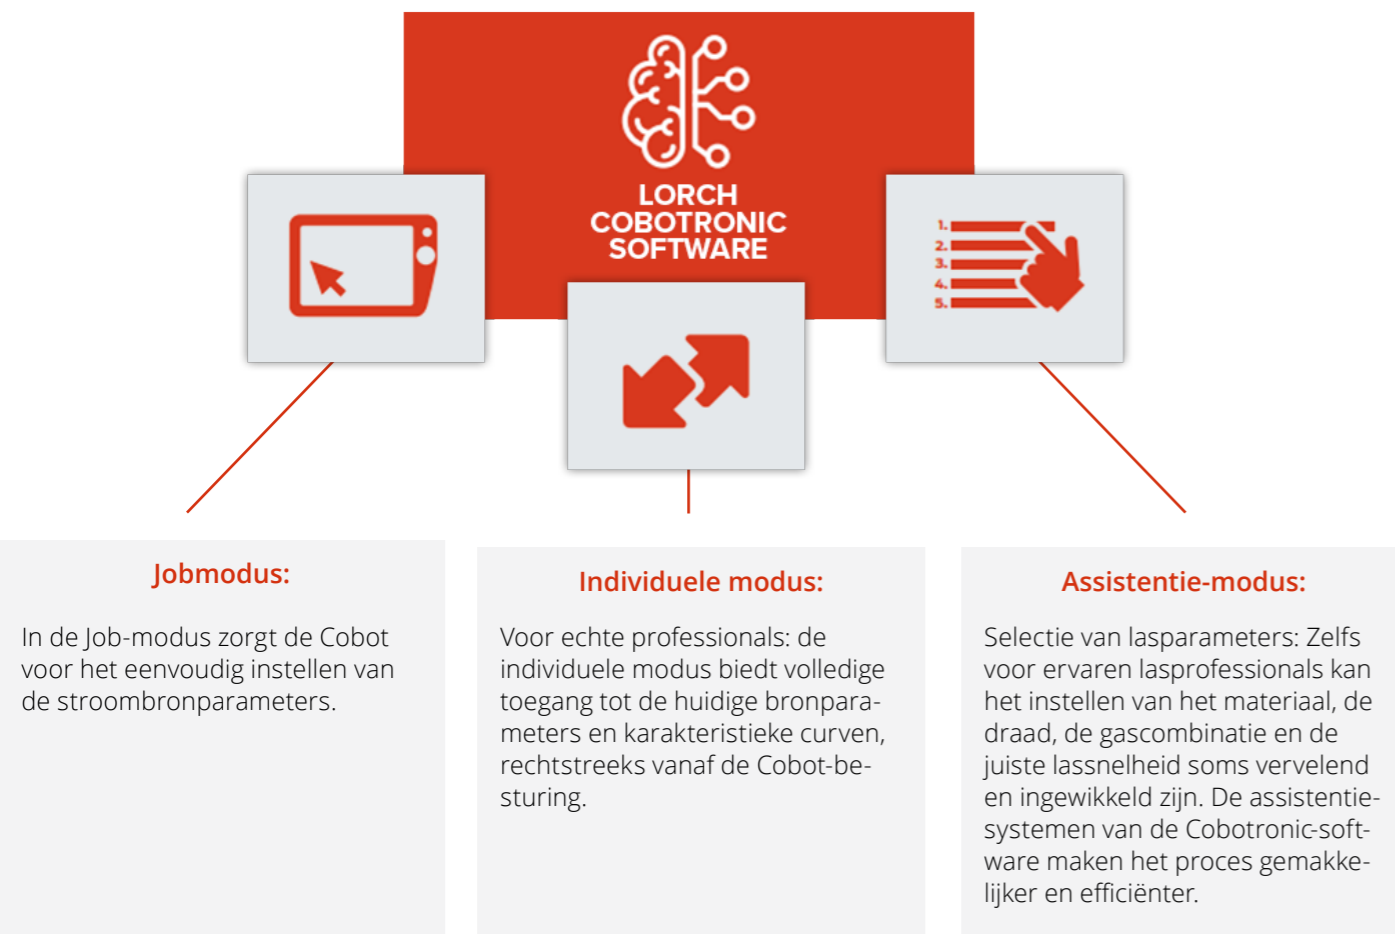 LORCH
COBOTRONIC
SOFTWARE
1.
2.
3.
4.
5.
Jobmodus:
In de Job-modus zorgt de Cobot
voor het eenvoudig instellen van
de stroombronparameters.
Individuele modus:
Voor echte professionals: de
individuele modus biedt volledige
toegang tot de huidige bronpara-
meters en karakteristieke curven,
rechtstreeks vanaf de Cobot-be-
sturing.
Assistentie-modus:
Selectie van lasparameters: Zelfs
voor ervaren lasprofessionals kan
het instellen van het materiaal, de
draad, de gascombinatie en de
juiste lassnelheid soms vervelend
en ingewikkeld zijn. De assistentie-
systemen van de Cobotronic-soft-
ware maken het proces gemakke-
lijker en efficiënter.